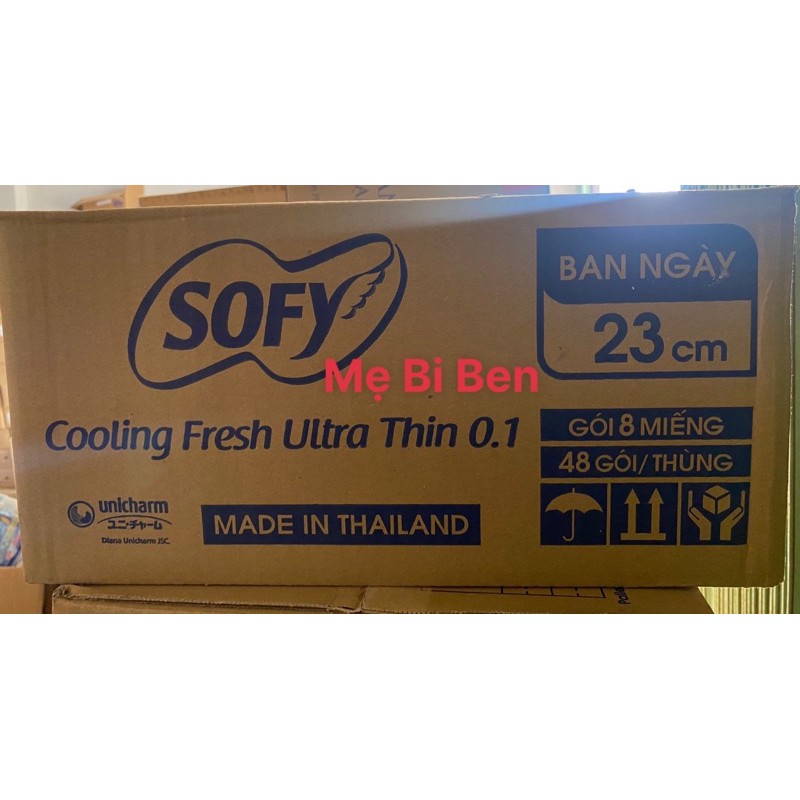 SOFY
Mẹ Bi Ben
Cooling Fresh Ultra Thin 0.1
unicharm
ユニ・チャーム
Diana Unicharm JSC.
MADE IN THAILAND
BAN NGÀY
23 cm
GÓI 8 MIẾNG
48 GÓI/THÙNG